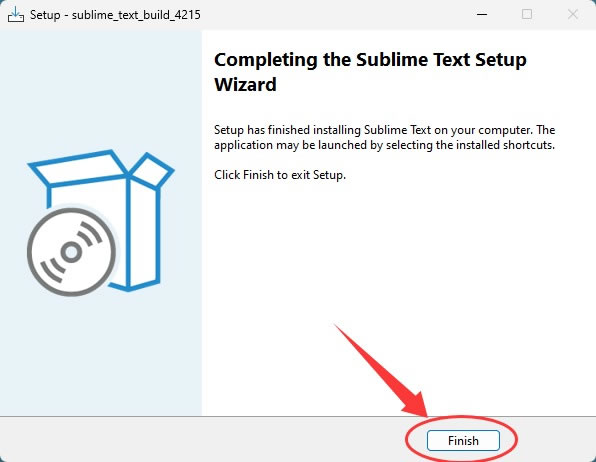 Setup - sublime_text_build_4215
Completing the Sublime Text Setup
Wizard
Setup has finished installing Sublime Text on your computer. The
application may be launched by selecting the installed shortcuts.
Click Finish to exit Setup.
Finish